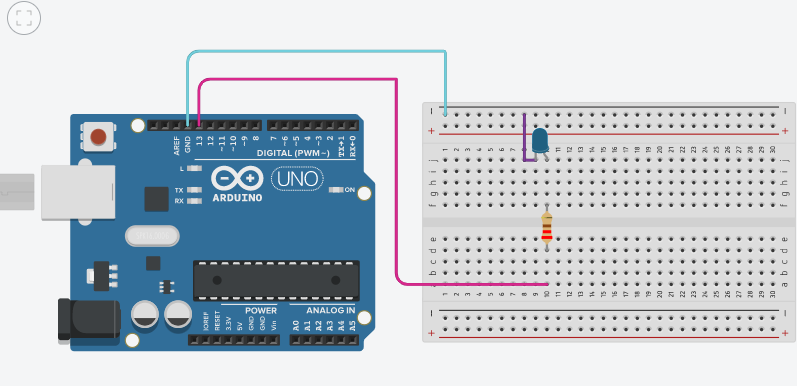 − −
+ +
AREF GND 13 12 ~11 ~10 ~9 8 7 ~6 ~5 4 ~3 2 TX→1 RX←0
DIGITAL (PWM~)
1 2 3 4 5 6 7 8 9 10 11 12 13 14 15 16 17 18 19 20 21 22 23 24 25 26 27 28 29 30
j j
i i
h h
g g
f f
L
TX
RX
UNO
ARDUINO
ON
e e
d d
c c
b b
a a
1 2 3 4 5 6 7 8 9 10 11 12 13 14 15 16 17 18 19 20 21 22 23 24 25 26 27 28 29 30
POWER
ANALOG IN
IOREF RESET 3.3V 5V GND GND Vin A0 A1 A2 A3 A4 A5
− −
+ +